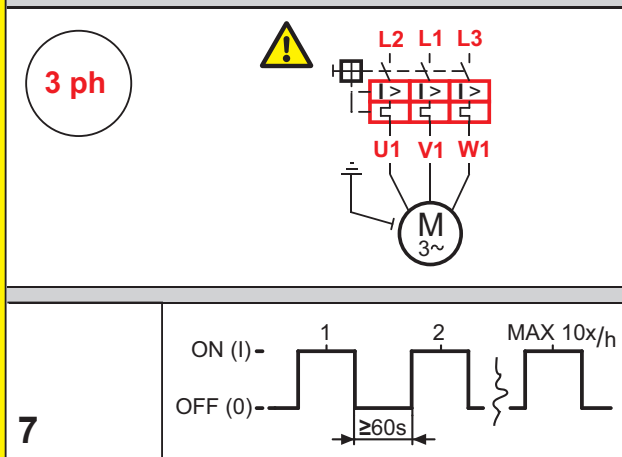 3 ph
L2 L1 L3
I> I> I>
U1 V1 W1
M
3~
7
ON (I)
1 2 MAX 10x/h
OFF (0)
≥60s